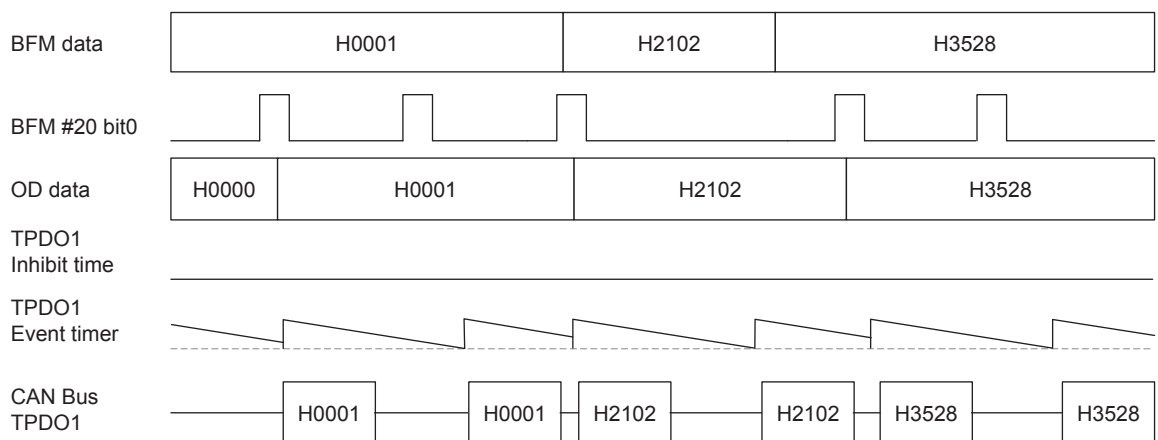 BFM data
H0001 H2102 H3528
BFM #20 bit0
OD data
H0000 H0001 H2102 H3528
TPDO1
Inhibit time
TPDO1
Event timer
CAN Bus
TPDO1
H0001 H0001 H2102 H2102 H3528 H3528